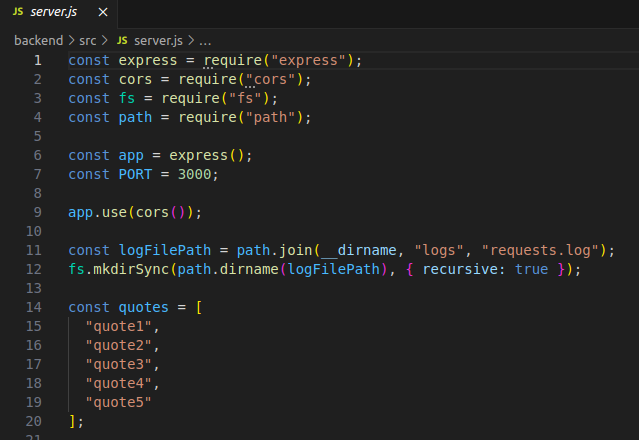 JS server.js ×
backend > src > JS server.js > ...
1 const express = require("express");
2 const cors = require("cors");
3 const fs = require("fs");
4 const path = require("path");
5
6 const app = express();
7 const PORT = 3000;
8
9 app.use(cors());
10
11 const logFilePath = path.join(__dirname, "logs", "requests.log");
12 fs.mkdirSync(path.dirname(logFilePath), { recursive: true });
13
14 const quotes = [
15   "quote1",
16   "quote2",
17   "quote3",
18   "quote4",
19   "quote5"
20 ];
21